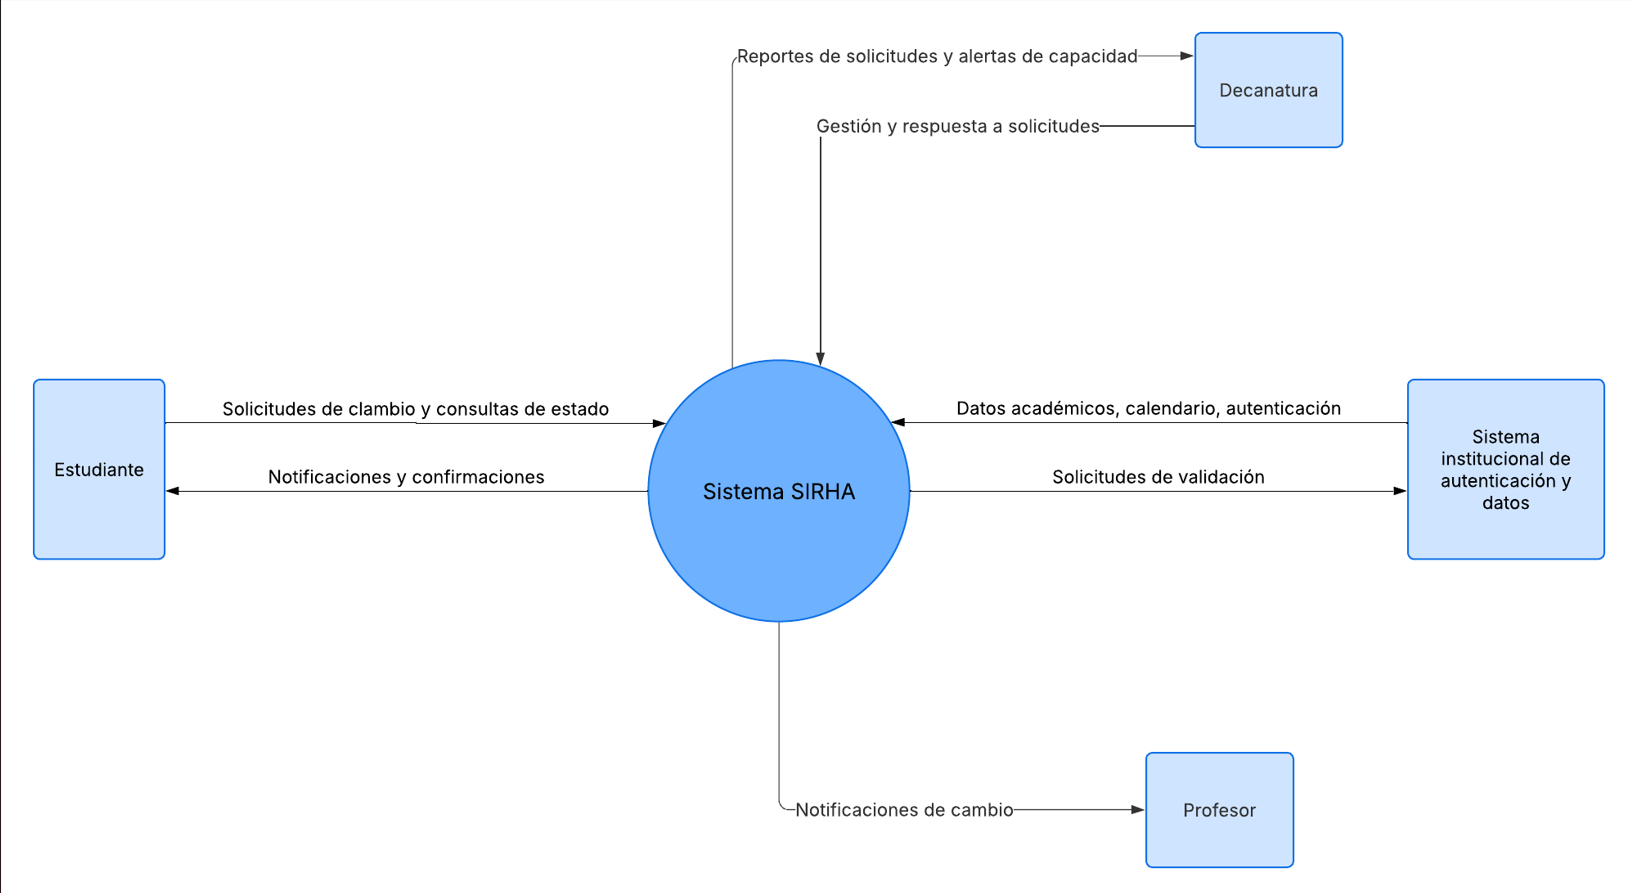 Reportes de solicitudes y alertas de capacidad
Decanatura
Gestión y respuesta a solicitudes
Solicitudes de clambio y consultas de estado
Datos académicos, calendario, autenticación
Estudiante
Notificaciones y confirmaciones
Sistema SIRHA
Solicitudes de validación
Sistema
institucional de
autenticación y
datos
Notificaciones de cambio
Profesor